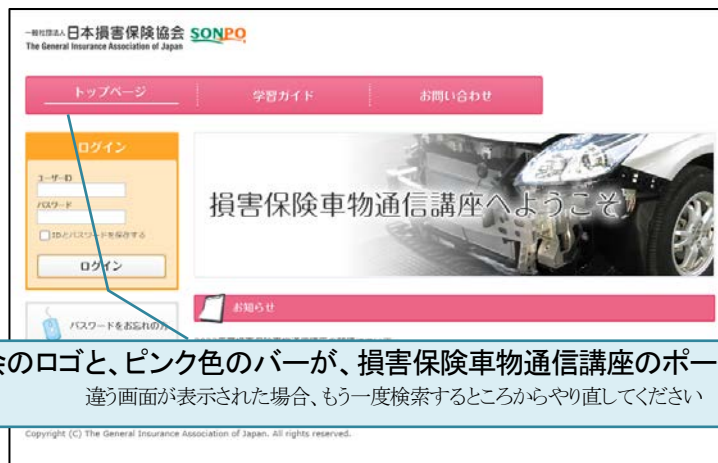 一般社団法人日本損害保険協会 SONPO
The General Insurance Association of Japan
トップページ 学習ガイド お問い合わせ
ログイン
ユーザーID
パスワード
IDとパスワードを保存する
ログイン
損害保険車物通信講座へようこそ
お知らせ
パスワードをお忘れの方
会のロゴと、ピンク色のバーが、損害保険車物通信講座のポー
違う画面が表示された場合、もう一度検索するところからやり直してください
Copyright (C) The General Insurance Association of Japan. All rights reserved.